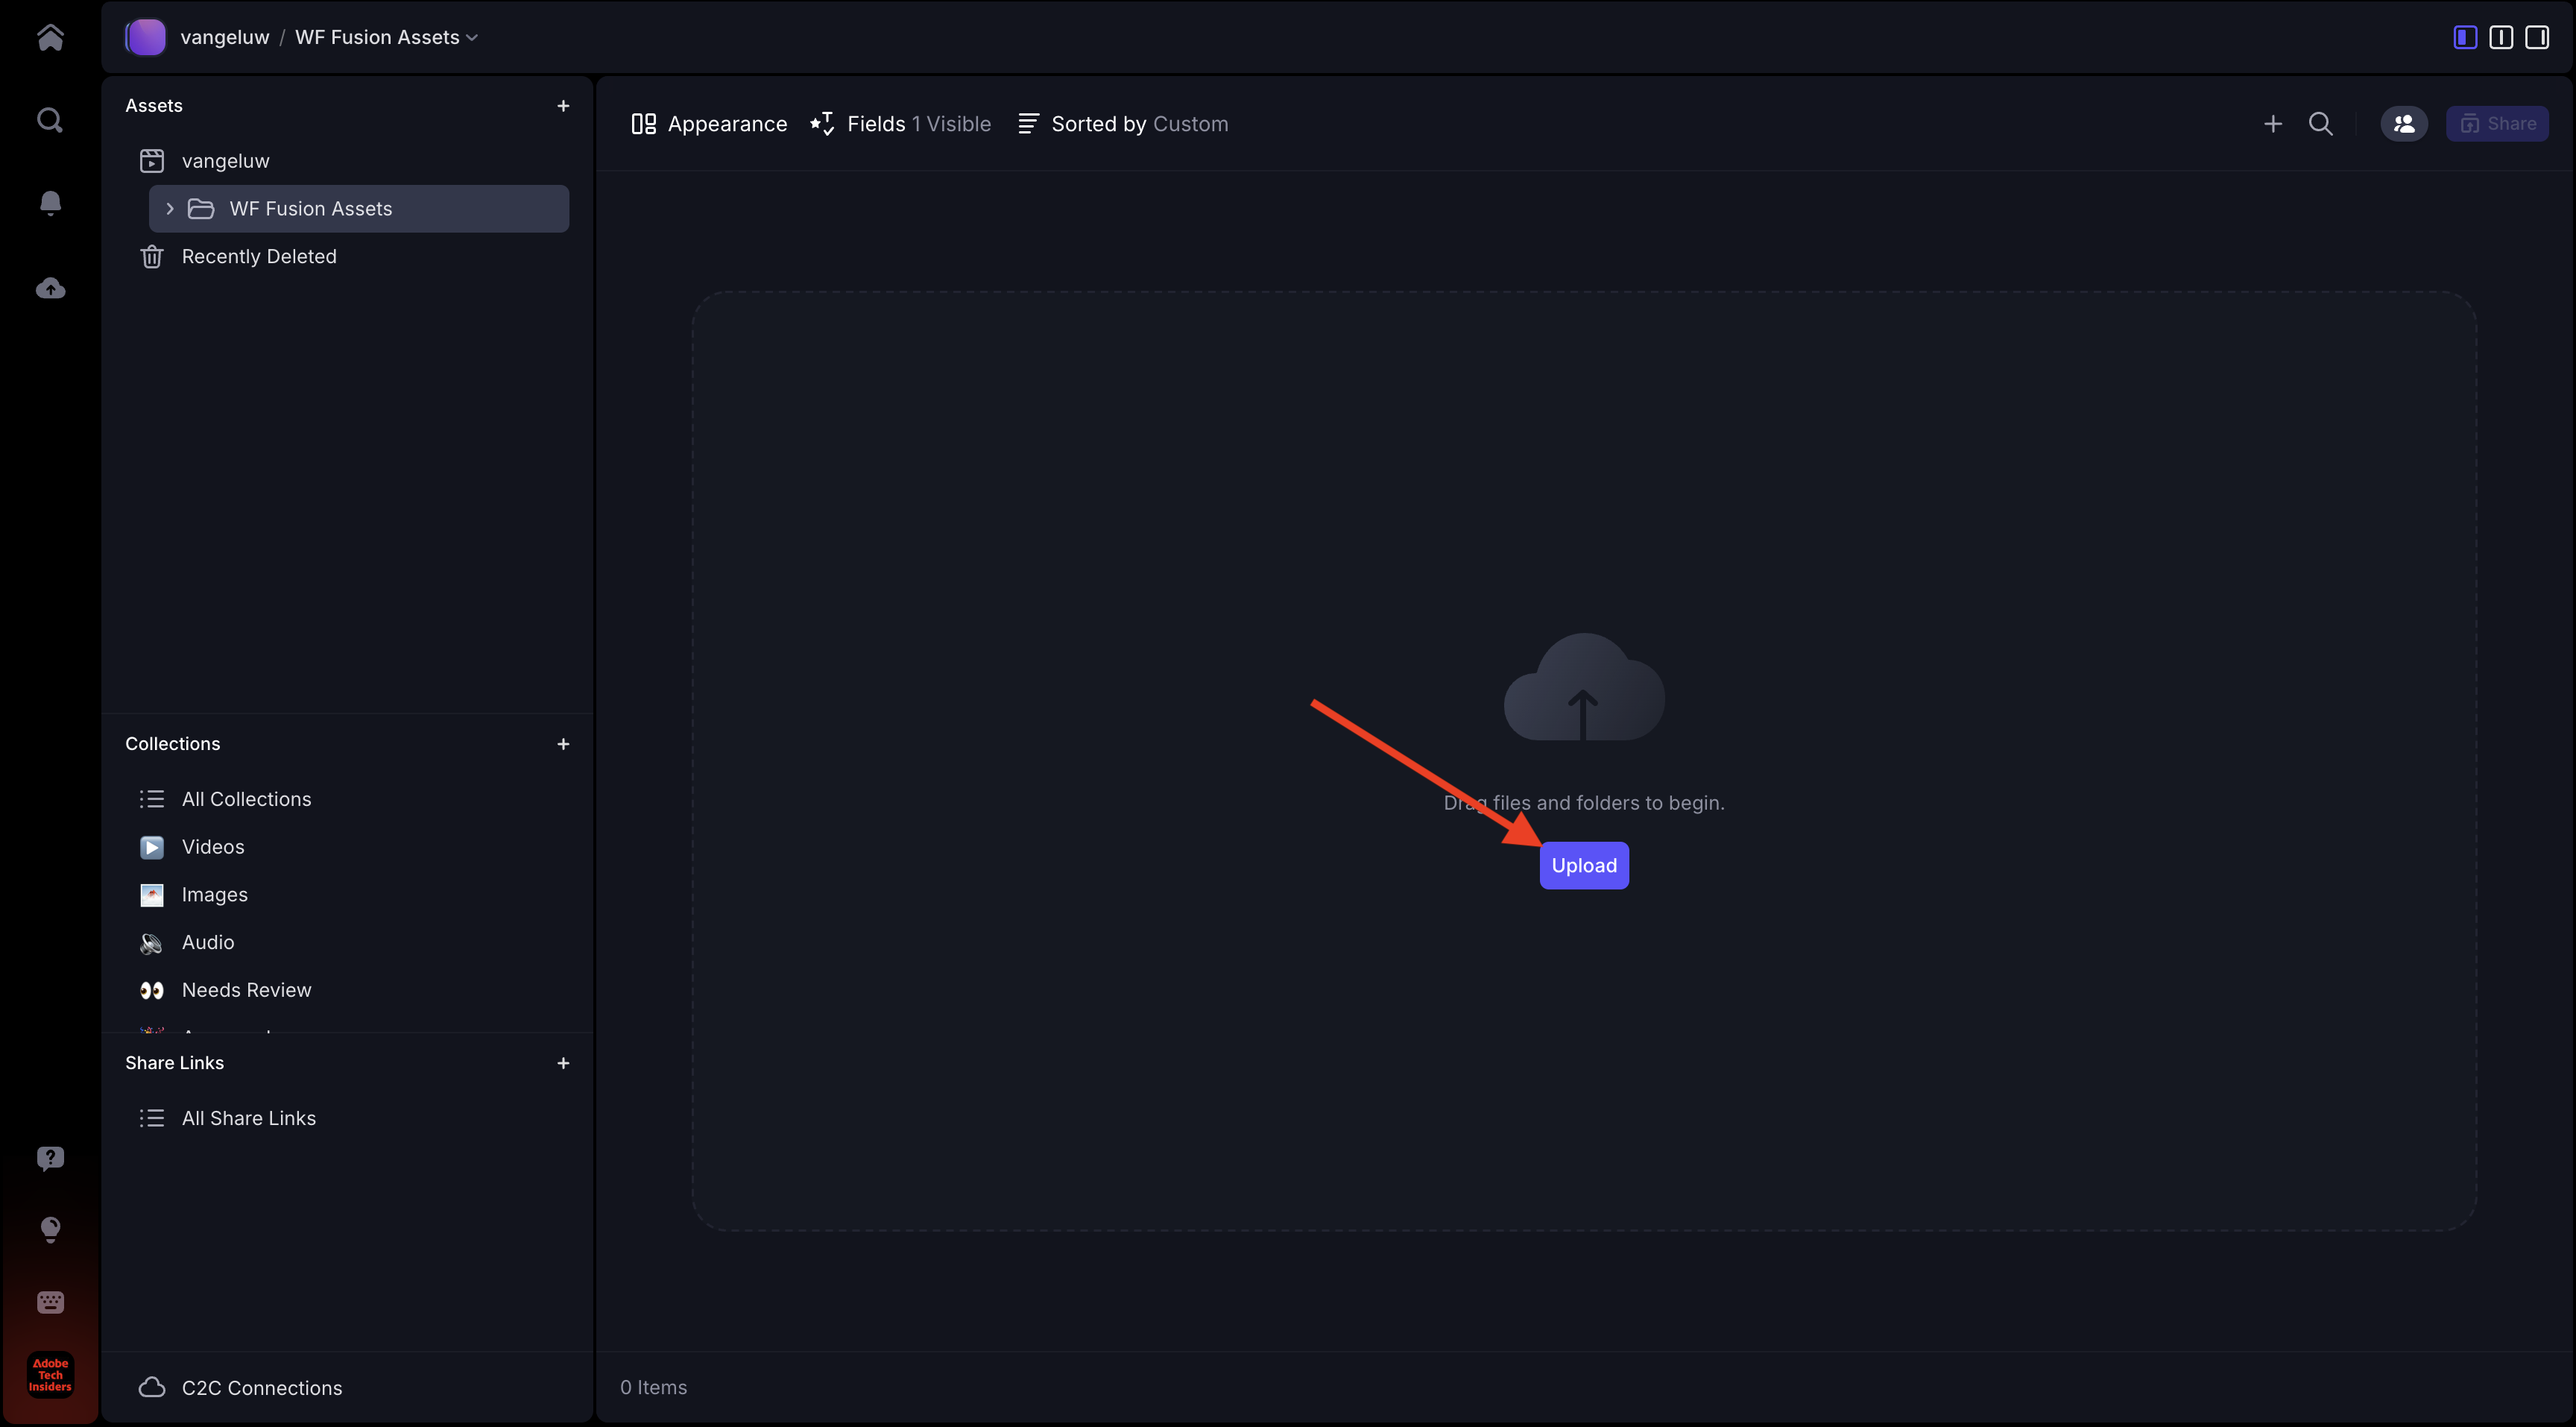 vangeluw / WF Fusion Assets
Assets
vangeluw
WF Fusion Assets
Recently Deleted
Collections
All Collections
Videos
Images
Audio
Needs Review
Share Links
All Share Links
C2C Connections
Adobe
Tech
Insiders
Appearance Fields 1 Visible Sorted by Custom
Share
Drag files and folders to begin.
Upload
0 Items